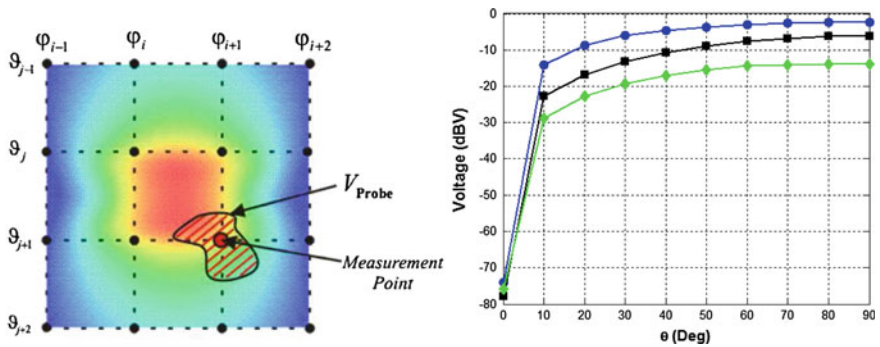 φi−1 φi φi+1 φi+2
ϑj-1
ϑj
ϑj+1
ϑj+2
VProbe
Measurement
Point
Voltage (dBV)
0
-10
-20
-30
-40
-50
-60
-70
-80
0 10 20 30 40 50 60 70 80 90
θ (Deg)